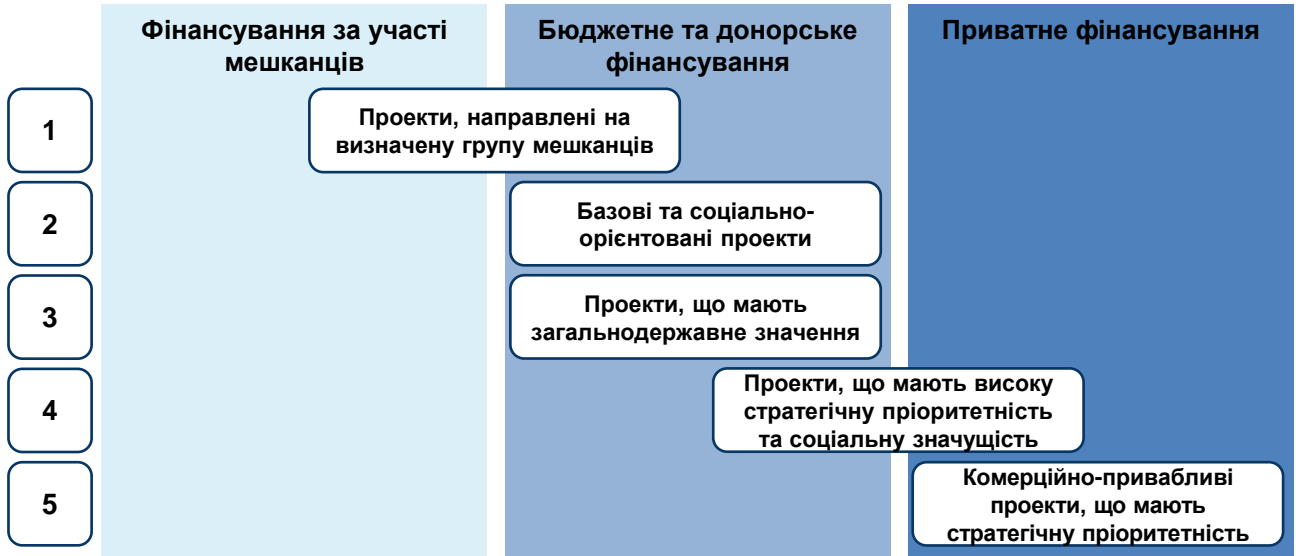 Фінансування за участі
мешканців
Бюджетне та донорське
фінансування
Приватне фінансування
1
Проекти, направлені на
визначену групу мешканців
2
Базові та соціально-
орієнтовані проекти
3
Проекти, що мають
загальнодержавне значення
4
Проекти, що мають високу
стратегічну пріоритетність
та соціальну значущість
5
Комерційно-привабливі
проекти, що мають
стратегічну пріоритетність